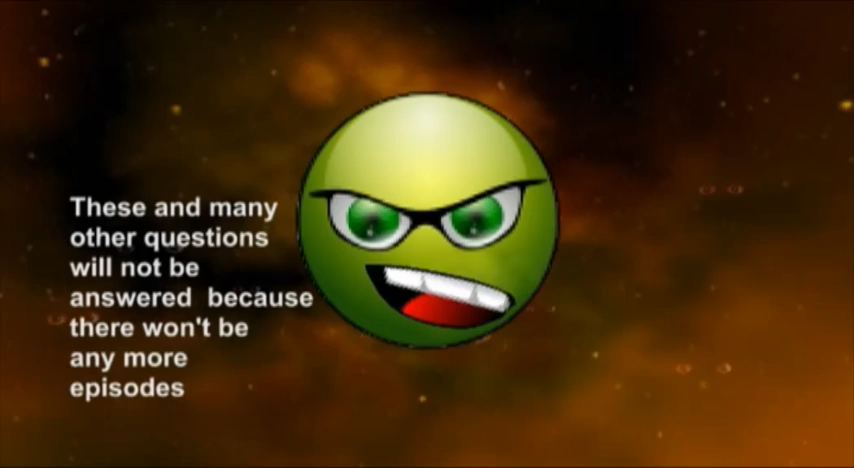 These and many
other questions
will not be
answered  because
there won't be
any more
episodes